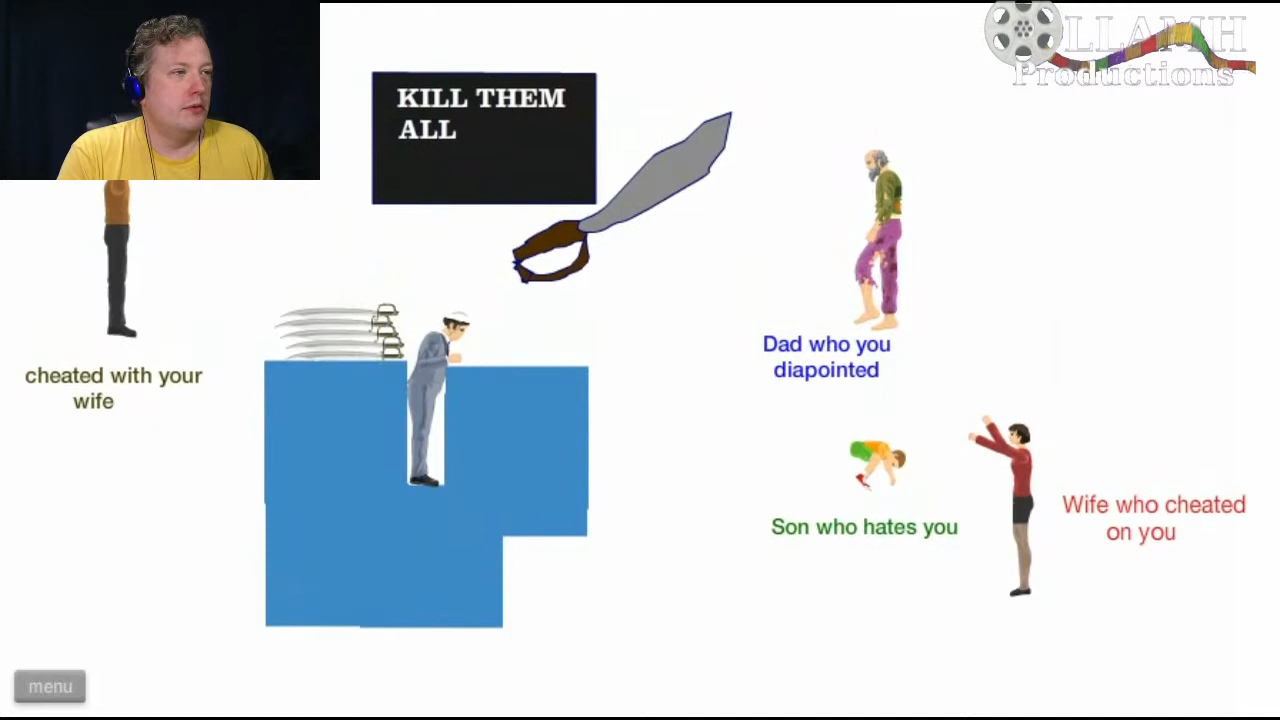 LLAMH
Productions
KILL THEM
ALL
Dad who you
diapointed
cheated with your
wife
Son who hates you
Wife who cheated
on you
menu